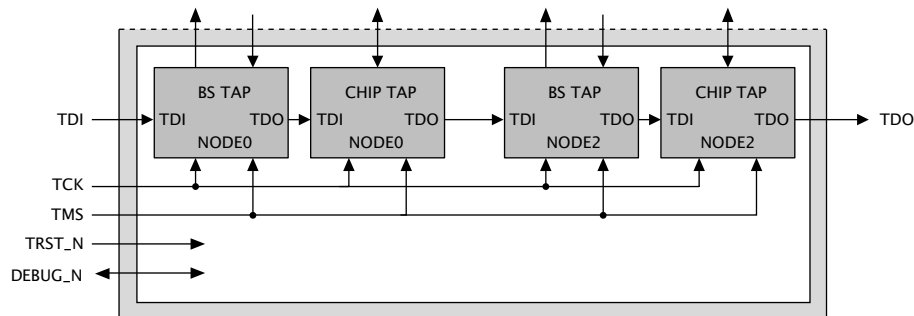 BS TAP CHIP TAP BS TAP CHIP TAP
TDI TDI TDO TDI TDO TDI TDO TDI TDO TDO
NODE0 NODE0 NODE2 NODE2
TCK
TMS
TRST_N
DEBUG_N